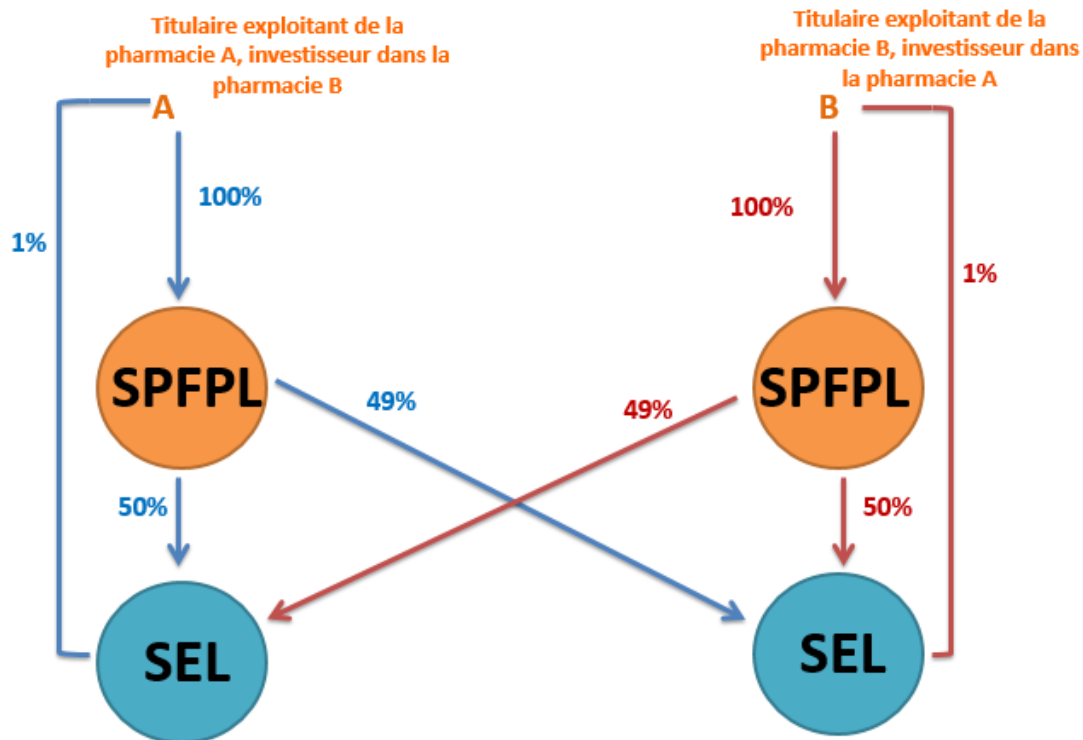 Titulaire exploitant de la
pharmacie A, investisseur dans la
pharmacie B
A
Titulaire exploitant de la
pharmacie B, investisseur dans
la pharmacie A
B
100%
100%
1%
1%
SPFPL
SPFPL
49%
49%
50%
50%
SEL
SEL